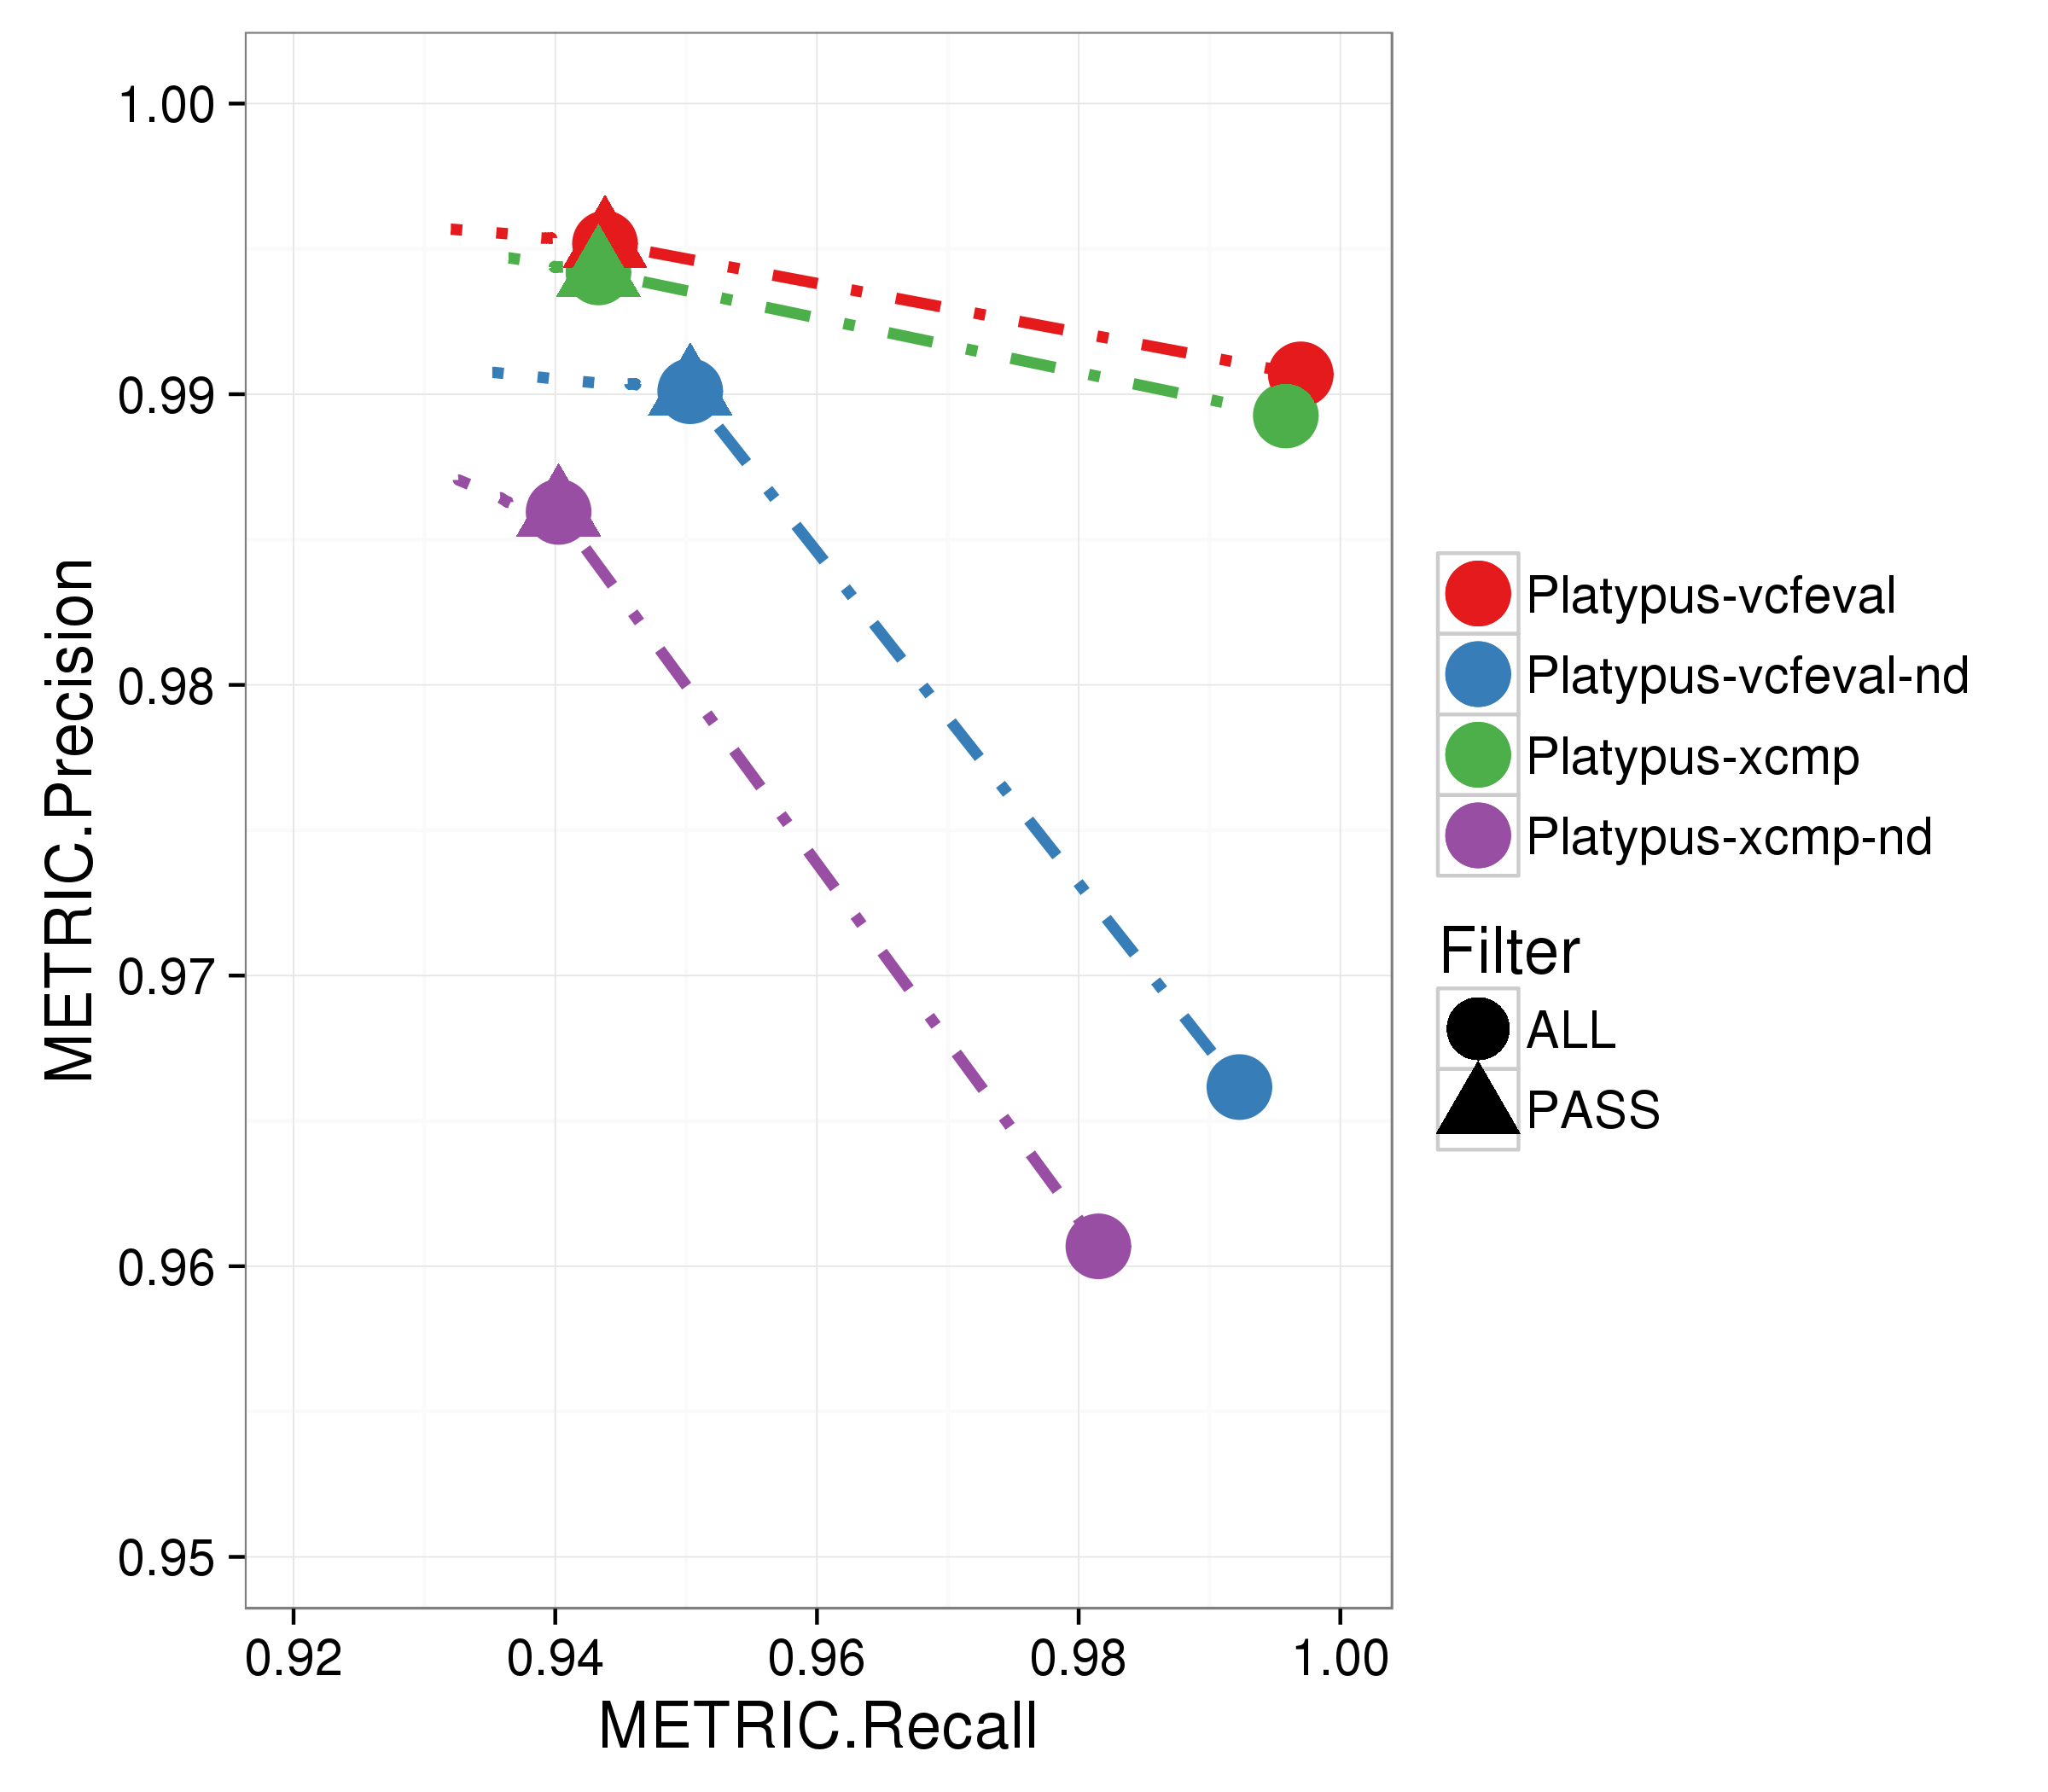 METRIC.Precision
1.00
0.99
0.98
0.97
0.96
0.95
0.92 0.94 0.96 0.98 1.00
METRIC.Recall
Platypus-vcfeval
Platypus-vcfeval-nd
Platypus-xcmp
Platypus-xcmp-nd
Filter
ALL
PASS